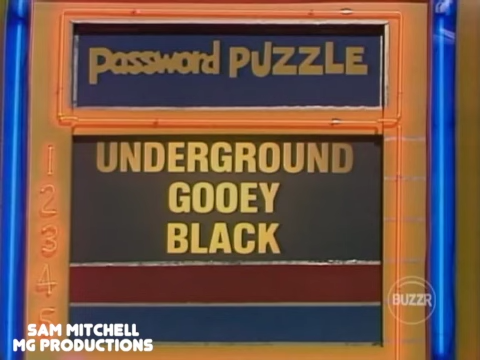 Password PUZZLE
1 UNDERGROUND
2 GOOEY
3 BLACK
4
5
BUZZR
SAM MITCHELL
MG PRODUCTIONS